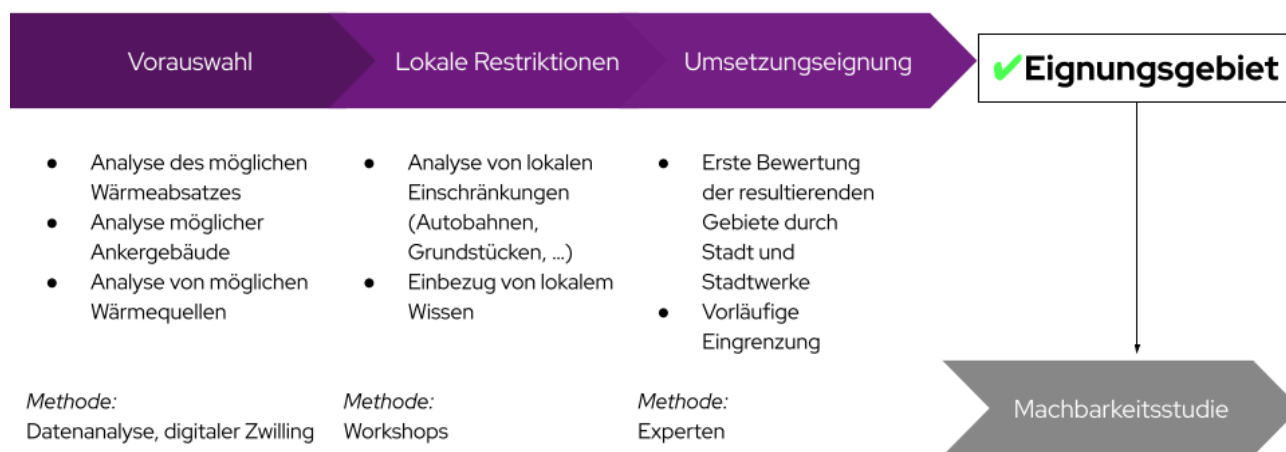 Vorauswahl
Lokale Restriktionen
Umsetzungseignung
✔Eignungsgebiet
● Analyse des möglichen
Wärmeabsatzes
● Analyse möglicher
Ankergebäude
● Analyse von möglichen
Wärmequellen
● Analyse von lokalen
Einschränkungen
(Autobahnen,
Grundstücken, ...)
● Einbezug von lokalem
Wissen
● Erste Bewertung
der resultierenden
Gebiete durch
Stadt und
Stadtwerke
● Vorläufige
Eingrenzung
Methode:
Datenanalyse, digitaler Zwilling
Methode:
Workshops
Methode:
Experten
Machbarkeitsstudie